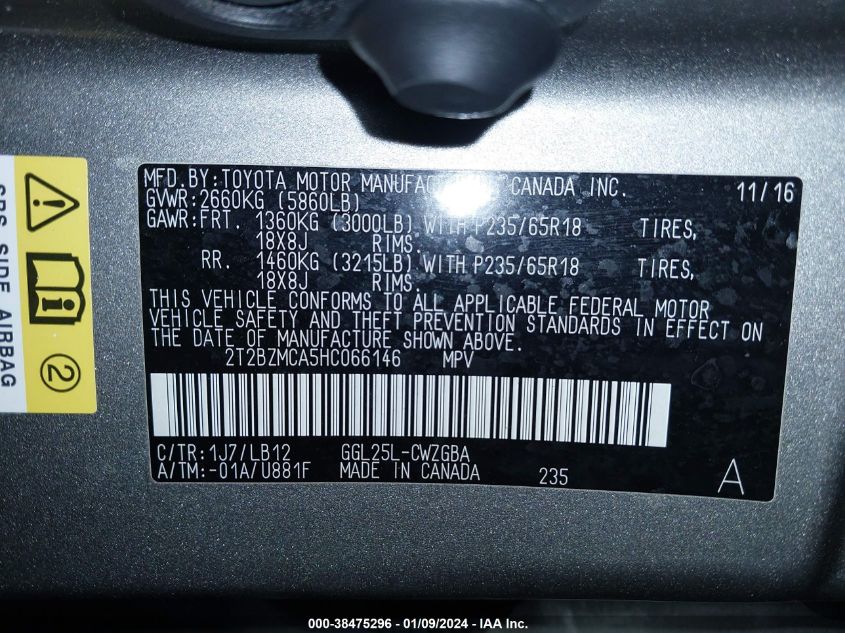 MFD.BY:TOYOTA MOTOR CANADA INC. 11/16
GVWR:2660KG (5860LB)
GAWR:FRT. 1360KG (3000LB) WITH P235/65R18 TIRES,
18X8J RIMS.
RR. 1460KG (3215LB) WITH P235/65R18 TIRES,
18X8J RIMS.
THIS VEHICLE CONFORMS TO ALL APPLICABLE FEDERAL MOTOR
VEHICLE SAFETY AND THEFT PREVENTION STANDARDS IN EFFECT ON
THE DATE OF MANUFACTURE SHOWN ABOVE.
2T2BZMCA5HC066146 MPV
C/TR:1J7/LB12 GGL25L-CWZGBA
A/TM:-01A/U881F MADE IN CANADA 235 A
SRS SIDE AIRBAG
2
000-38475296 - 01/09/2024 - IAA Inc.